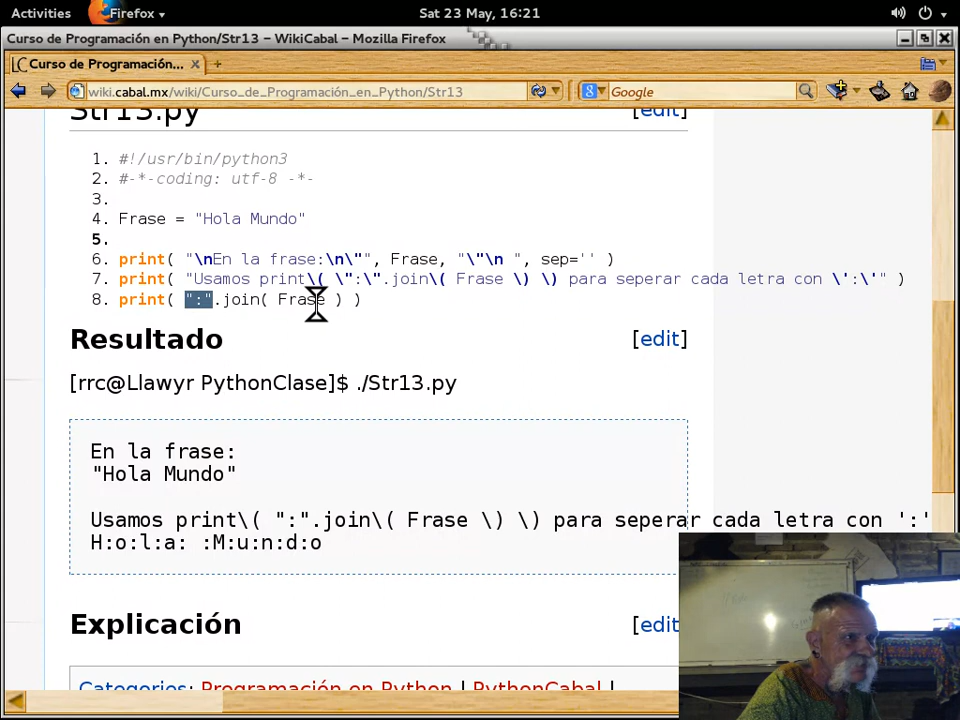 Activities Firefox Sat 23 May, 16:21
Curso de Programación en Python/Str13 – WikiCabal – Mozilla Firefox
Curso de Programación...
wiki.cabal.mx/wiki/Curso_de_Programación_en_Python/Str13 Google
Str13.py [edit]
1. #!/usr/bin/python3
2. #-*-coding: utf-8 -*-
3.
4. Frase = "Hola Mundo"
5.
6. print( "\nEn la frase:\n\"", Frase, "\"\n ", sep='' )
7. print( "Usamos print\( \":\".join\( Frase \) \) para seperar cada letra con \':\'" )
8. print( ":".join( Frase ) )
Resultado [edit]
[rrc@Llawyr PythonClase]$ ./Str13.py
En la frase:
"Hola Mundo"
Usamos print\( ":".join\( Frase \) \) para seperar cada letra con ':'
H:o:l:a: :M:u:n:d:o
Explicación [edit
Categories: Programación en Python | PythonCabal |